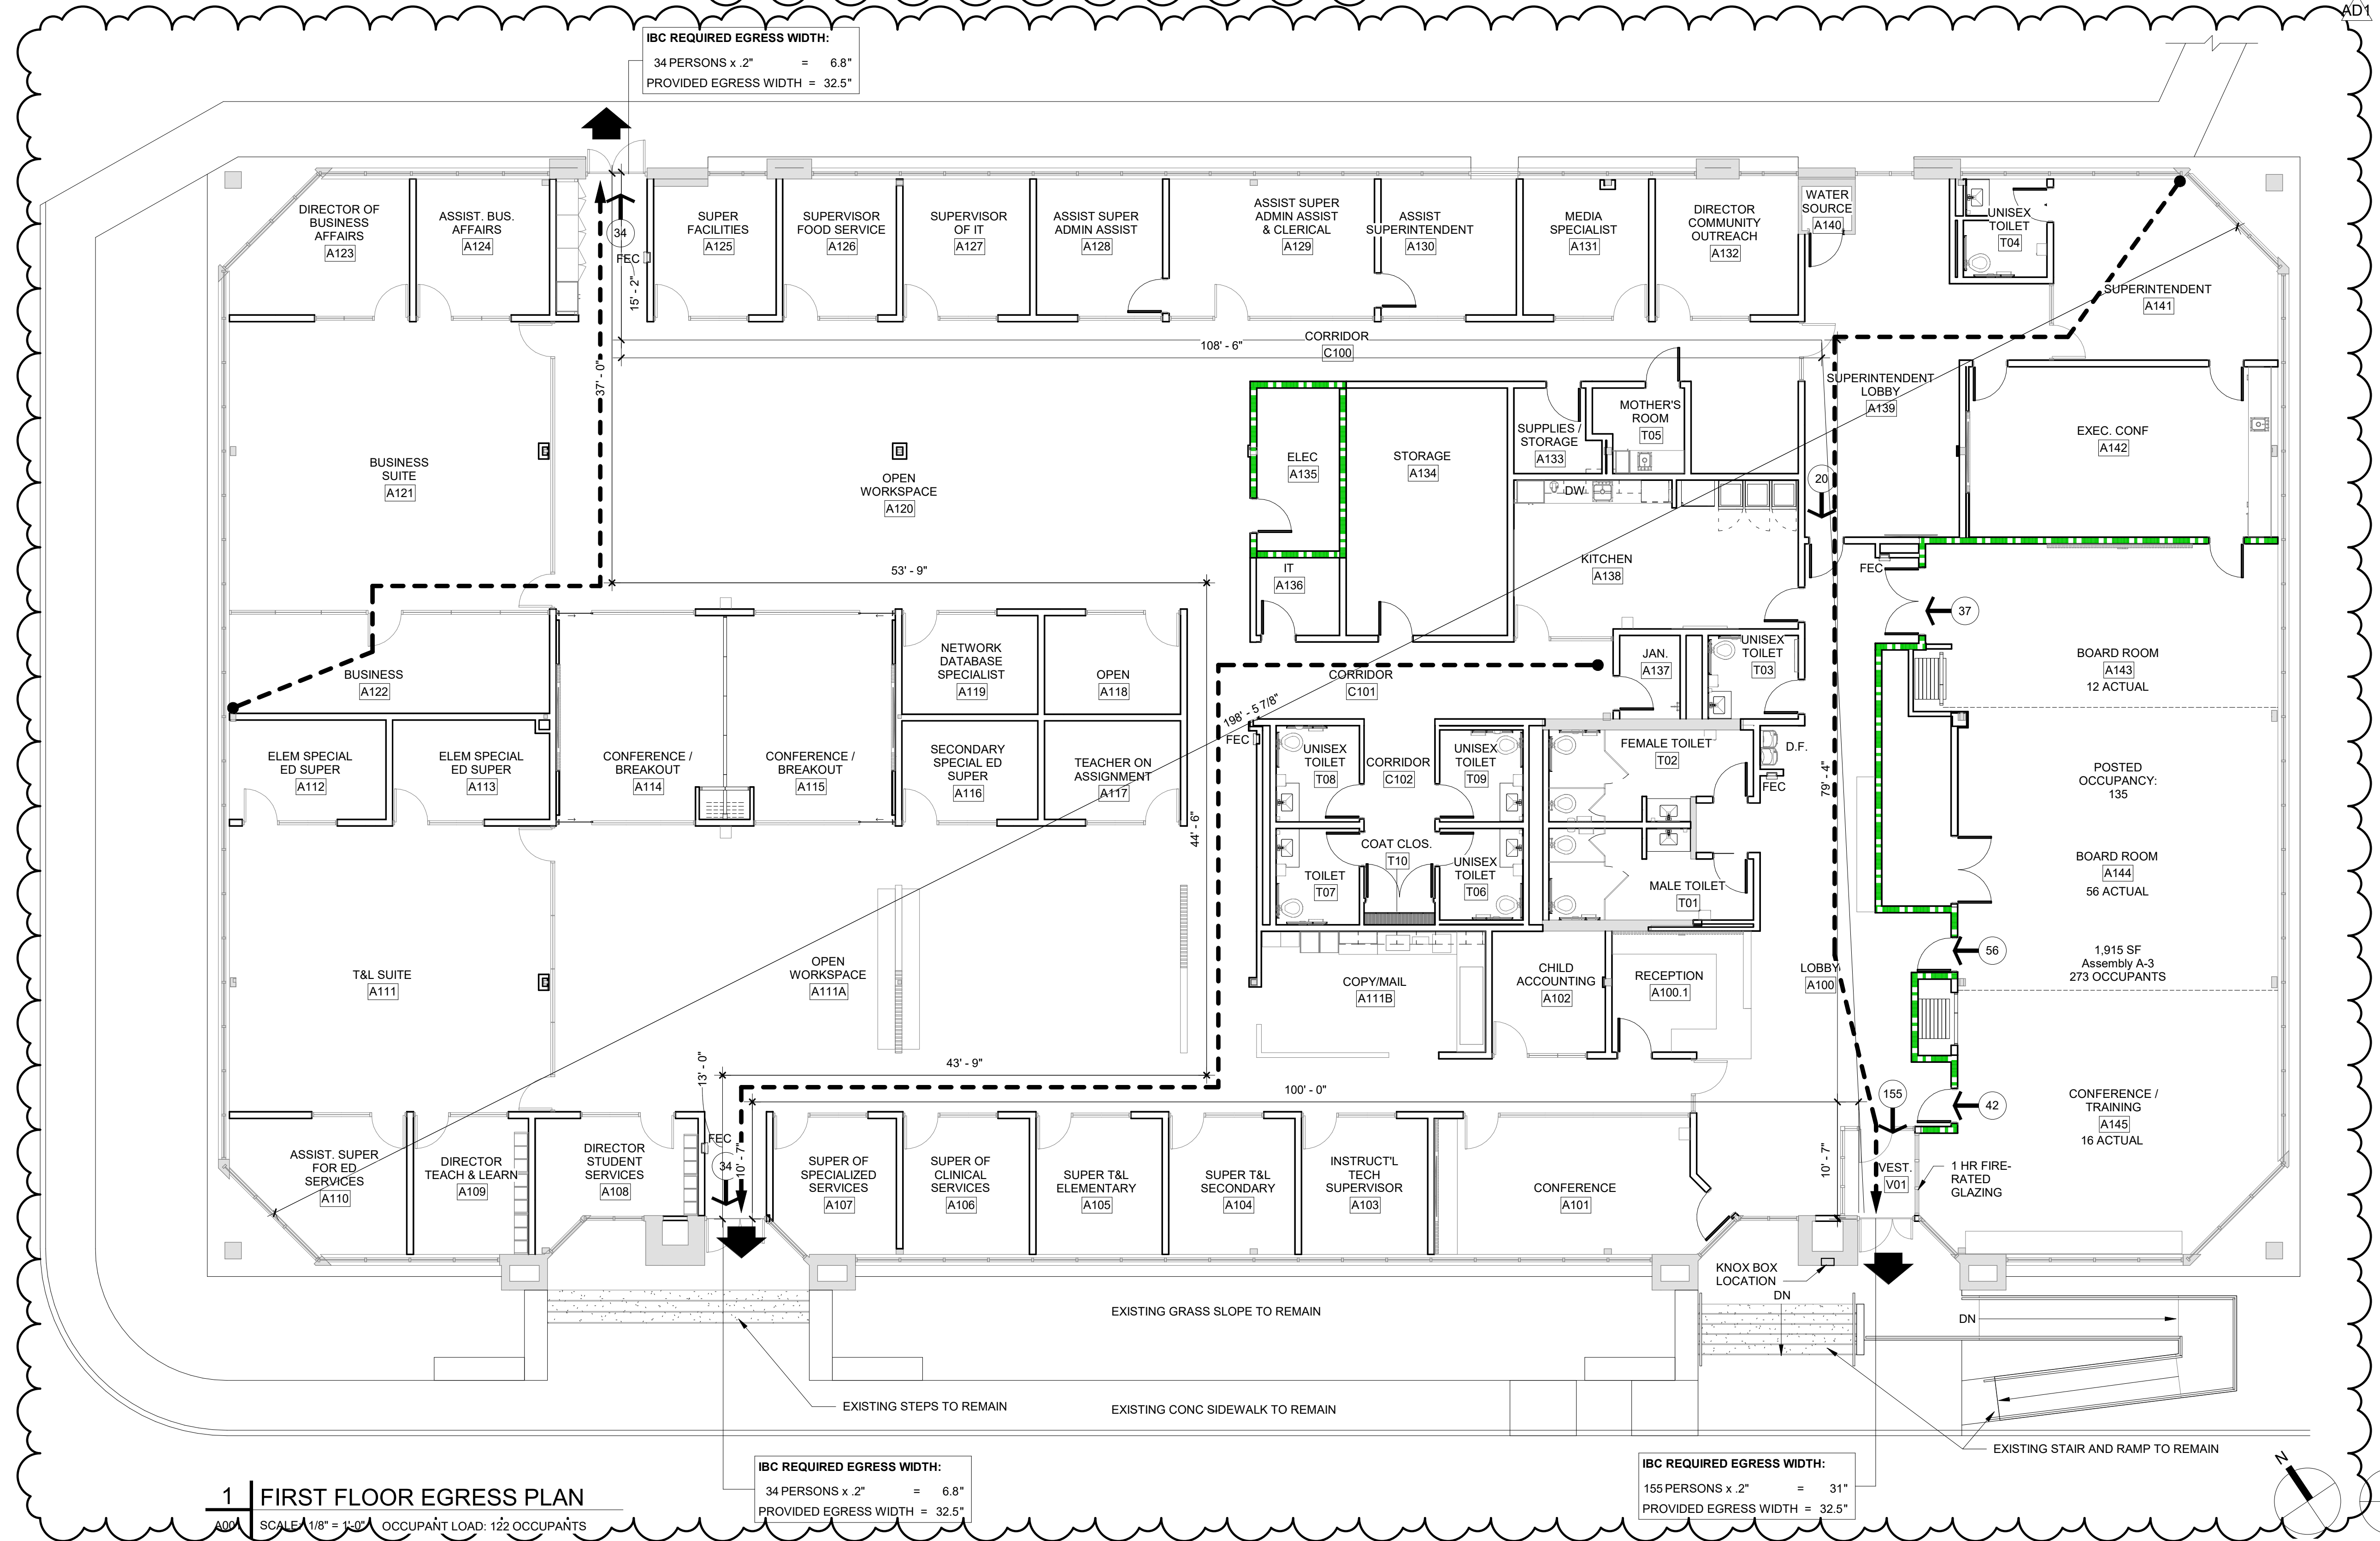 AD1
IBC REQUIRED EGRESS WIDTH:
34 PERSONS x .2" = 6.8"
PROVIDED EGRESS WIDTH = 32.5"
DIRECTOR OF
BUSINESS
AFFAIRS
A123
ASSIST. BUS.
AFFAIRS
A124
34
FEC
15' - 2"
SUPER
FACILITIES
A125
SUPERVISOR
FOOD SERVICE
A126
SUPERVISOR
OF IT
A127
ASSIST SUPER
ADMIN ASSIST
A128
ASSIST SUPER
ADMIN ASSIST
& CLERICAL
A129
ASSIST
SUPERINTENDENT
A130
MEDIA
SPECIALIST
A131
DIRECTOR
COMMUNITY
OUTREACH
A132
WATER
SOURCE
A140
UNISEX
TOILET
T04
SUPERINTENDENT
A141
108' - 6"
CORRIDOR
C100
37' - 0"
SUPERINTENDENT
LOBBY
A139
MOTHER'S
ROOM
T05
SUPPLIES /
STORAGE
A133
EXEC. CONF
A142
BUSINESS
SUITE
A121
OPEN
WORKSPACE
A120
ELEC
A135
STORAGE
A134
DW
20
53' - 9"
IT
A136
KITCHEN
A138
FEC
37
BUSINESS
A122
NETWORK
DATABASE
SPECIALIST
A119
OPEN
A118
CORRIDOR
C101
198' - 5 7/8"
JAN.
A137
UNISEX
TOILET
T03
BOARD ROOM
A143
12 ACTUAL
ELEM SPECIAL
ED SUPER
A112
ELEM SPECIAL
ED SUPER
A113
CONFERENCE /
BREAKOUT
A114
CONFERENCE /
BREAKOUT
A115
SECONDARY
SPECIAL ED
SUPER
A116
TEACHER ON
ASSIGNMENT
A117
44' - 6"
FEC
UNISEX
TOILET
T08
CORRIDOR
C102
UNISEX
TOILET
T09
FEMALE TOILET
T02
D.F.
FEC
79' - 4"
POSTED
OCCUPANCY:
135
COAT CLOS.
T10
TOILET
T07
UNISEX
TOILET
T06
MALE TOILET
T01
BOARD ROOM
A144
56 ACTUAL
56
1,915 SF
Assembly A-3
273 OCCUPANTS
T&L SUITE
A111
OPEN
WORKSPACE
A111A
COPY/MAIL
A111B
CHILD
ACCOUNTING
A102
RECEPTION
A100.1
LOBBY
A100
13' - 0"
43' - 9"
100' - 0"
155
42
CONFERENCE /
TRAINING
A145
16 ACTUAL
ASSIST. SUPER
FOR ED
SERVICES
A110
DIRECTOR
TEACH & LEARN
A109
DIRECTOR
STUDENT
SERVICES
A108
FEC
34
10' - 7"
SUPER OF
SPECIALIZED
SERVICES
A107
SUPER OF
CLINICAL
SERVICES
A106
SUPER T&L
ELEMENTARY
A105
SUPER T&L
SECONDARY
A104
INSTRUCT'L
TECH
SUPERVISOR
A103
CONFERENCE
A101
10' - 7"
VEST.
V01
1 HR FIRE-
RATED
GLAZING
KNOX BOX
LOCATION
DN
DN
EXISTING GRASS SLOPE TO REMAIN
EXISTING STEPS TO REMAIN
EXISTING CONC SIDEWALK TO REMAIN
EXISTING STAIR AND RAMP TO REMAIN
IBC REQUIRED EGRESS WIDTH:
34 PERSONS x .2" = 6.8"
PROVIDED EGRESS WIDTH = 32.5"
IBC REQUIRED EGRESS WIDTH:
155 PERSONS x .2" = 31"
PROVIDED EGRESS WIDTH = 32.5"
N
1 FIRST FLOOR EGRESS PLAN
SCALE: 1/8" = 1'-0" OCCUPANT LOAD: 122 OCCUPANTS